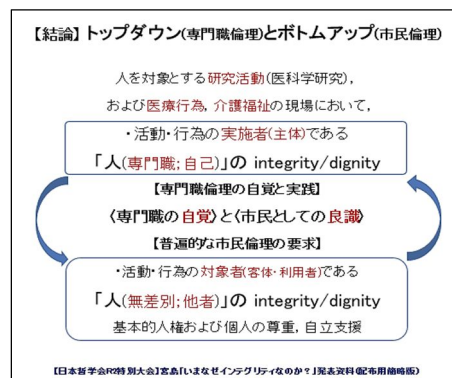 【結論】トップダウン(専門職倫理)とボトムアップ(市民倫理)
人を対象とする研究活動(医科学研究),
および医療行為, 介護福祉の現場において,
・活動・行為の実施者(主体)である
「人(専門職;自己)」の integrity/dignity
【専門職倫理の自覚と実践】
〈専門職の自覚〉と〈市民としての良識〉
【普遍的な市民倫理の要求】
・活動・行為の対象者(客体・利用者)である
「人(無差別;他者)」の integrity/dignity
基本的人権および個人の尊重, 自立支援
【日本哲学会R2特別大会】宮島「いまなぜインテグリティなのか?」発表資料(配布用簡略版)